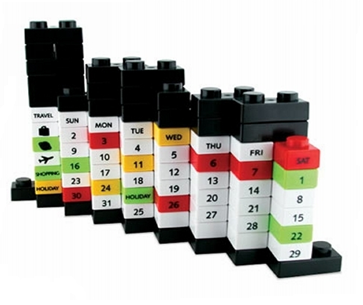 TRAVEL
SHOPPING
HOLIDAY
SUN
2
9
16
23
30
MON
3
10
17
24
31
TUE
4
11
18
HOLIDAY
25
WED
5
12
19
26
THU
6
13
20
27
FRI
7
14
21
28
SAT
1
8
15
22
29